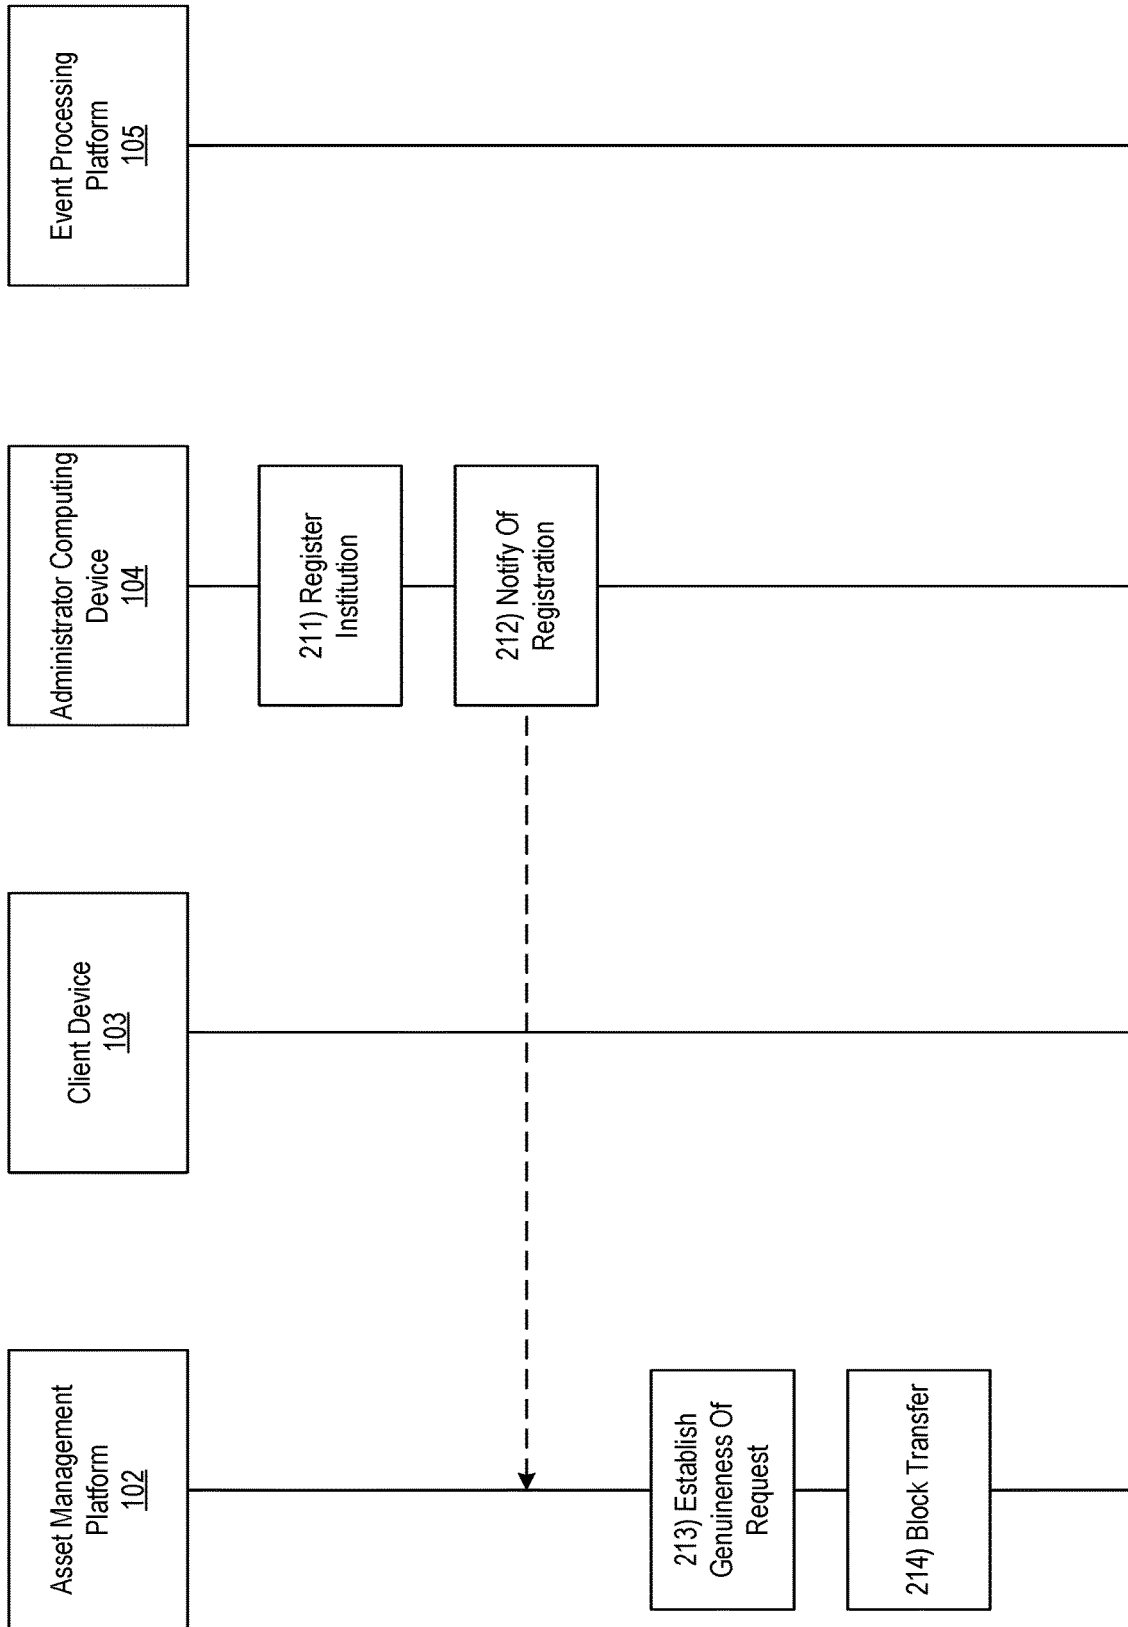 Asset Management
Platform
102
Client Device
103
Administrator Computing
Device
104
Event Processing
Platform
105
211) Register
Institution
212) Notify Of
Registration
213) Establish
Genuineness Of
Request
214) Block Transfer